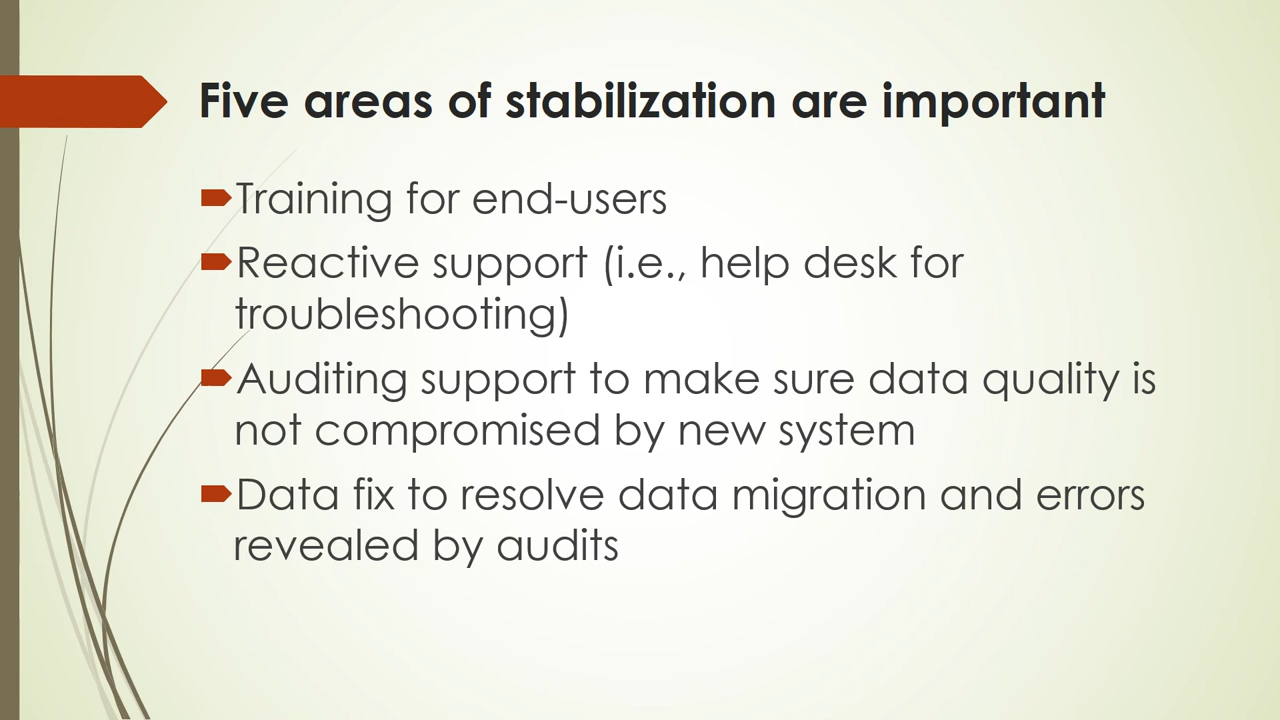 Five areas of stabilization are important
Training for end-users
Reactive support (i.e., help desk for
troubleshooting)
Auditing support to make sure data quality is
not compromised by new system
Data fix to resolve data migration and errors
revealed by audits